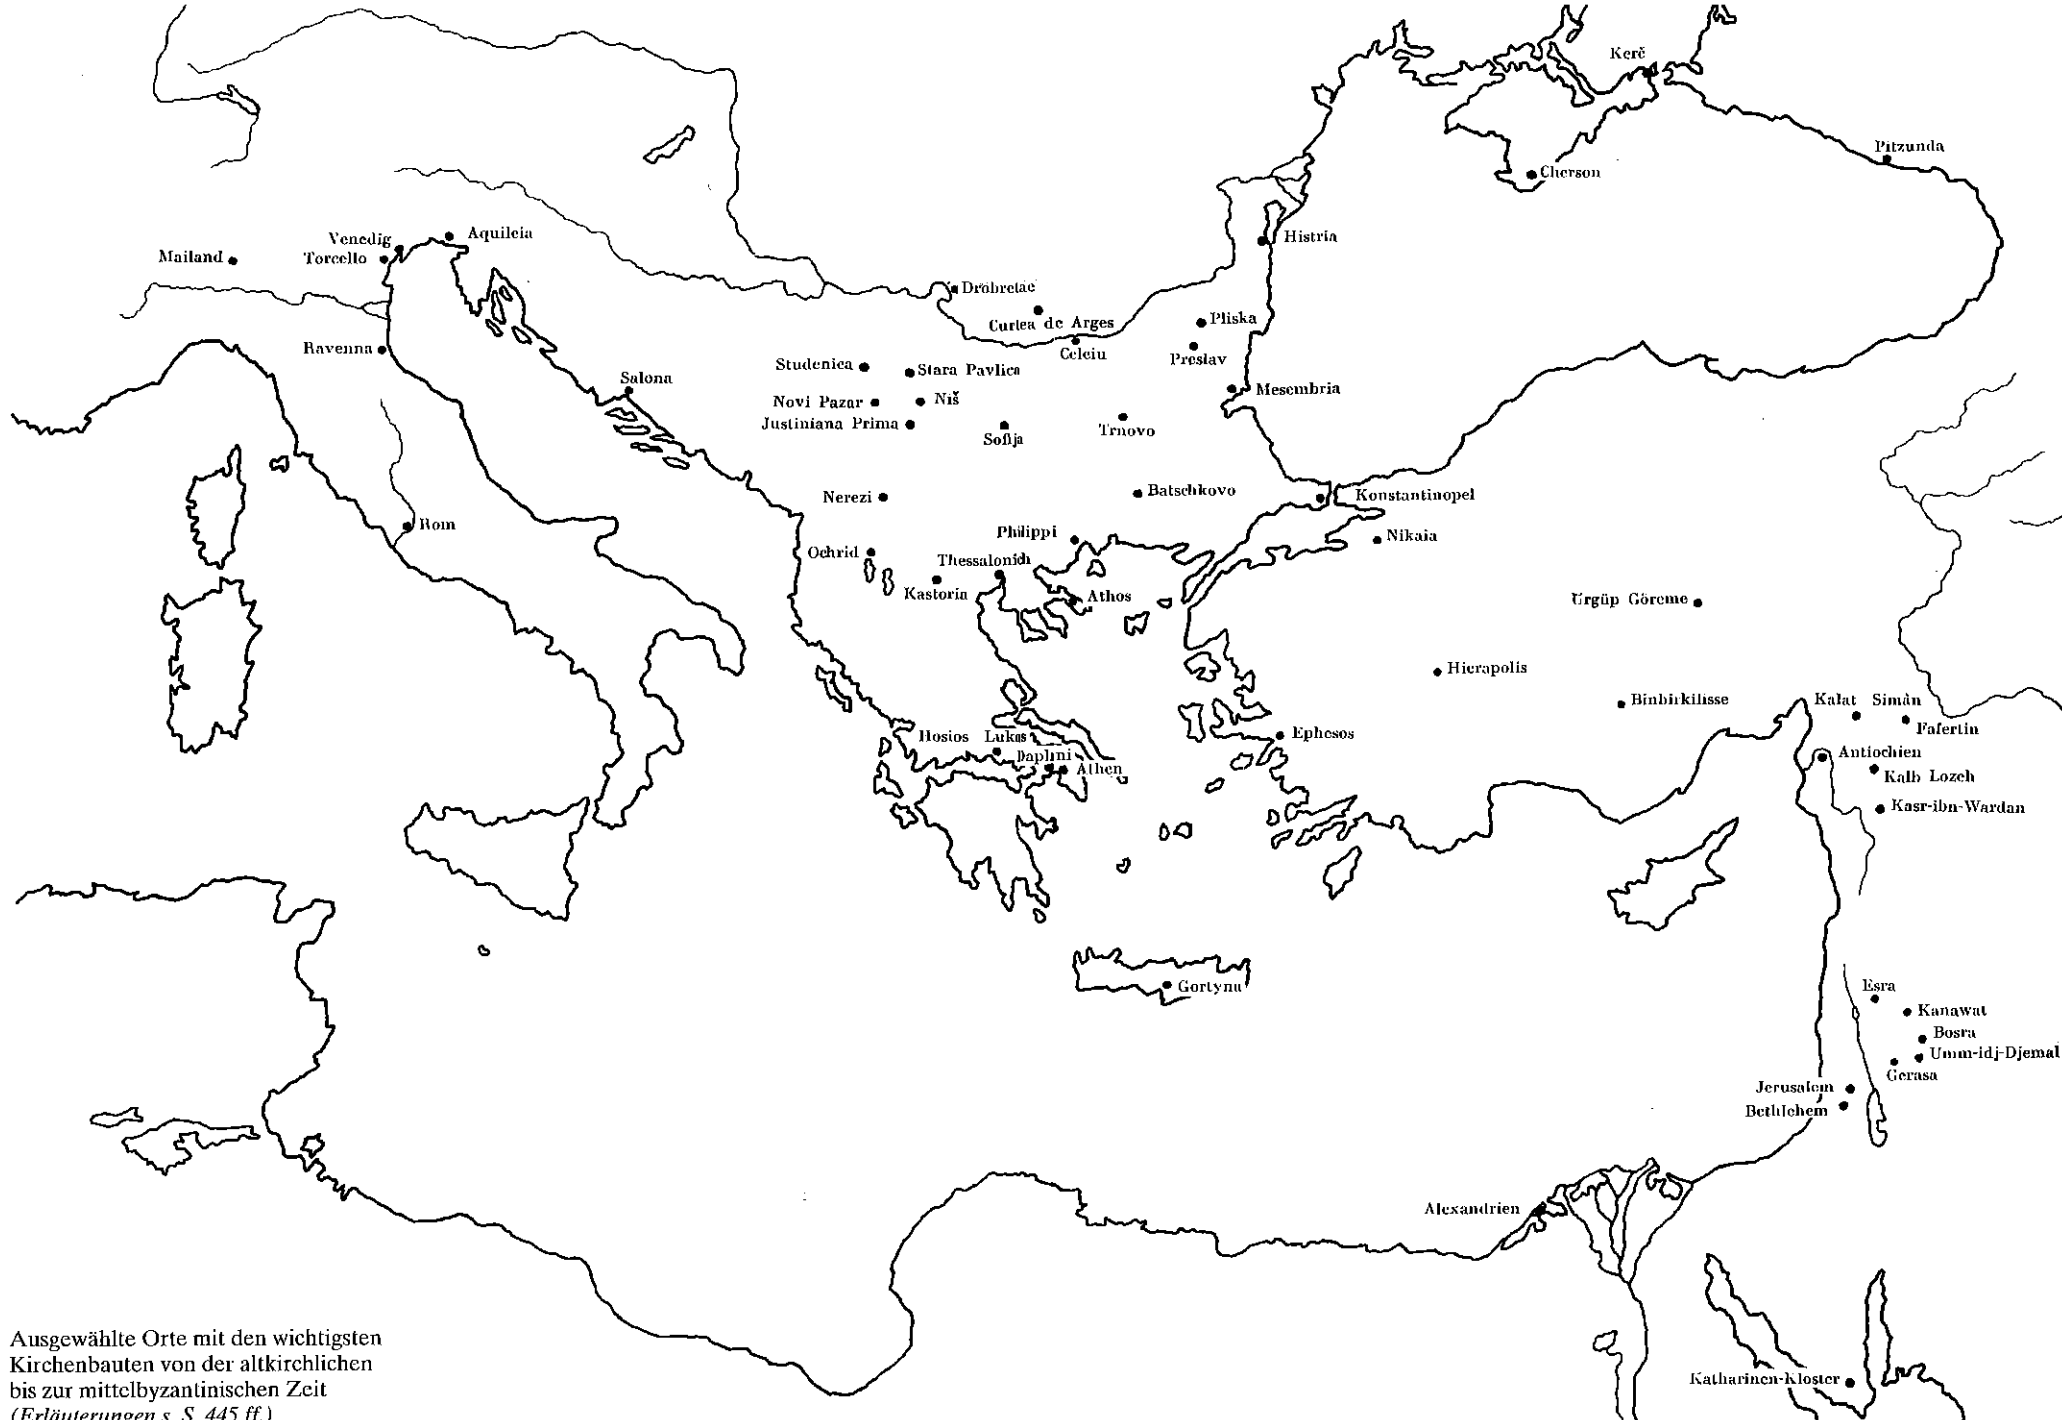 Kerč
Pitzunda
Cherson
Venedig
Aquileia
Torcello
Mailand
Histria
Drobretae
Curtea de Arges
Pliska
Celeiu
Preslav
Ravenna
Studenica
Stara Pavlica
Salona
Mesembria
Novi Pazar
Niš
Justiniana Prima
Sofija
Trnovo
Nerezi
Batschkovo
Konstantinopel
Rom
Philippi
Nikaia
Ochrid
Thessalonich
Kastoria
Athos
Ürgüp Göreme
Hierapolis
Binbirkilisse
Kalat Simân
Fafertin
Hosios Lukas
Ephesos
Daphni
Athen
Antiochien
Kalb Lozeh
Kasr-ibn-Wardan
Gortyna
Esra
Kanawat
Bosra
Umm-idj-Djemal
Gerasa
Jerusalem
Bethlehem
Alexandrien
Katharinen-Kloster
Ausgewählte Orte mit den wichtigsten
Kirchenbauten von der altkirchlichen
bis zur mittelbyzantinischen Zeit
(Erläuterungen s. S. 445 ff.)